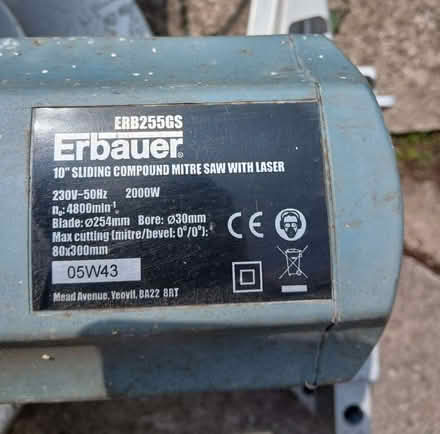 ERB255GS
Erbauer®
10" SLIDING COMPOUND MITRE SAW WITH LASER
230V~50Hz 2000W
n₀: 4800min⁻¹
Blade: Ø254mm Bore: Ø30mm
Max cutting (mitre/bevel: 0°/0°):
80x300mm
CE
05W43
Mead Avenue, Yeovil, BA22 8RT